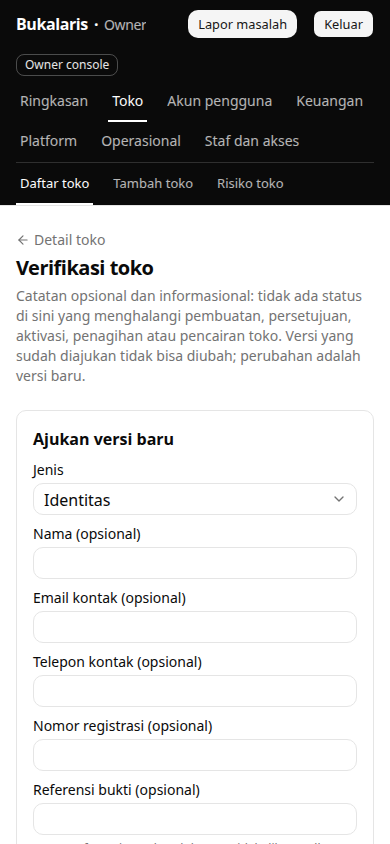 Bukalaris · Owner
Lapor masalah
Keluar
Owner console
Ringkasan Toko Akun pengguna Keuangan
Platform Operasional Staf dan akses
Daftar toko Tambah toko Risiko toko
← Detail toko
Verifikasi toko
Catatan opsional dan informasional: tidak ada status
di sini yang menghalangi pembuatan, persetujuan,
aktivasi, penagihan atau pencairan toko. Versi yang
sudah diajukan tidak bisa diubah; perubahan adalah
versi baru.
Ajukan versi baru
Jenis
Identitas
Nama (opsional)
Email kontak (opsional)
Telepon kontak (opsional)
Nomor registrasi (opsional)
Referensi bukti (opsional)